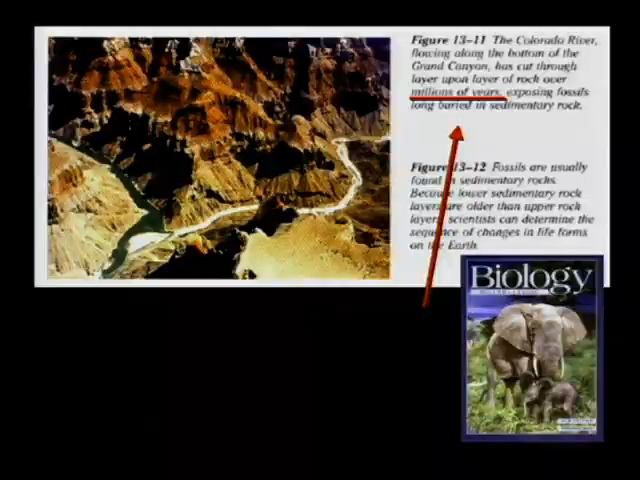 Figure 13–11 The Colorado River,
flowing along the bottom of the
Grand Canyon, has cut through
layer upon layer of rock over
millions of years, exposing fossils
long buried in sedimentary rock.
Figure 13–12 Fossils are usually
found in sedimentary rocks.
Because lower sedimentary rock
layers are older than upper rock
layers, scientists can determine the
sequence of changes in life forms
on the Earth.
Biology